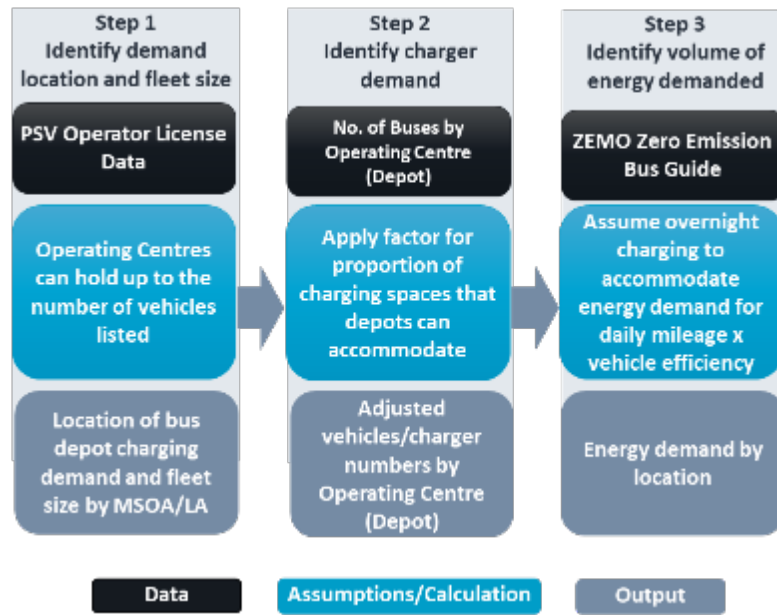 Step 1
Identify demand
location and fleet size
PSV Operator License
Data
Operating Centres
can hold up to the
number of vehicles
listed
Location of bus
depot charging
demand and fleet
size by MSOA/LA
Step 2
Identify charger
demand
No. of Buses by
Operating Centre
(Depot)
Apply factor for
proportion of
charging spaces that
depots can
accommodate
Adjusted
vehicles/charger
numbers by
Operating Centre
(Depot)
Step 3
Identify volume of
energy demanded
ZEMO Zero Emission
Bus Guide
Assume overnight
charging to
accommodate
energy demand for
daily mileage x
vehicle efficiency
Energy demand by
location
Data
Assumptions/Calculation
Output